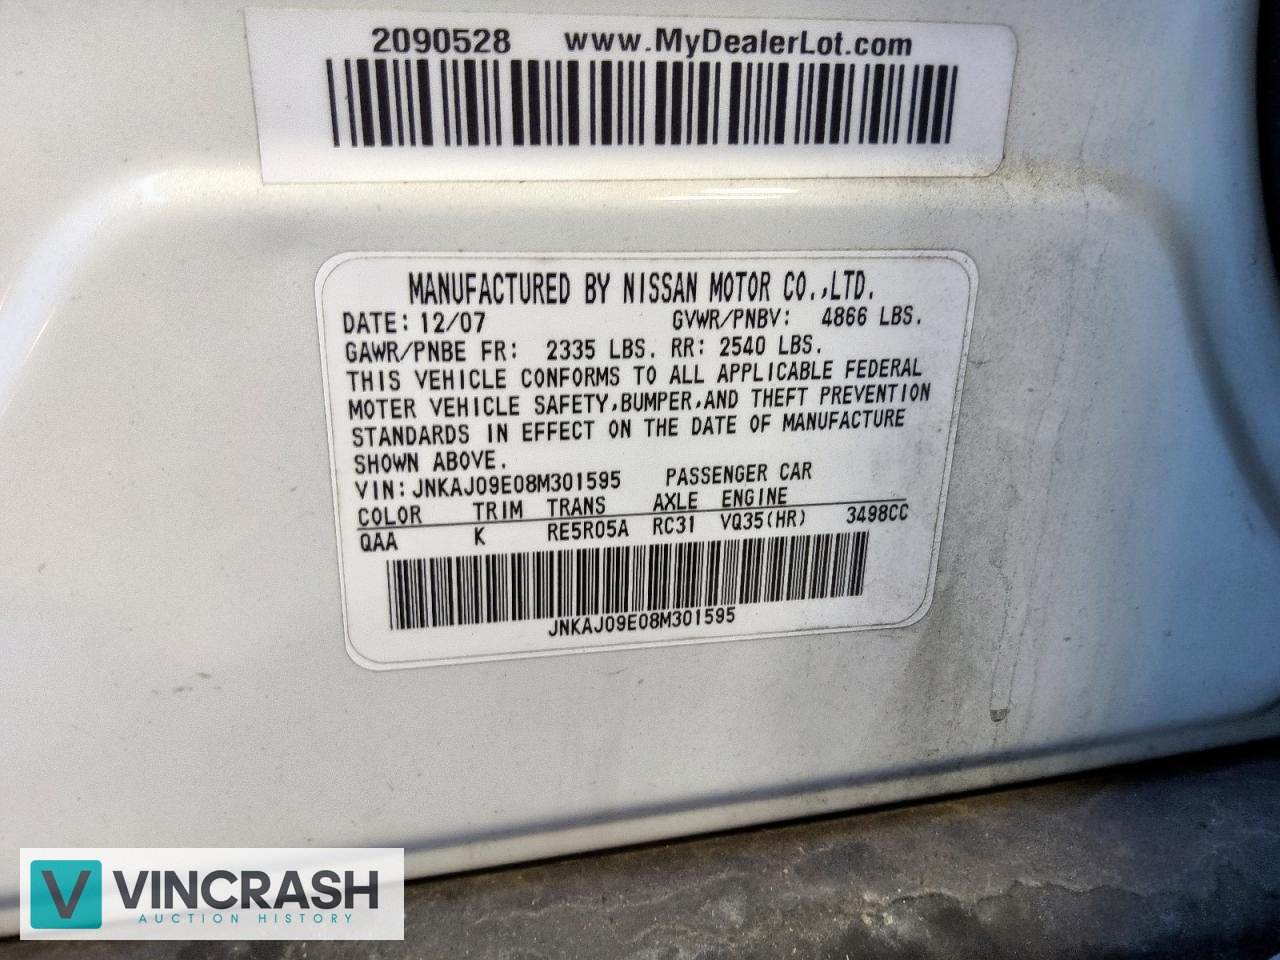 2090528 www.MyDealerLot.com
MANUFACTURED BY NISSAN MOTOR CO.,LTD.
DATE: 12/07 GVWR/PNBV: 4866 LBS.
GAWR/PNBE FR: 2335 LBS. RR: 2540 LBS.
THIS VEHICLE CONFORMS TO ALL APPLICABLE FEDERAL
MOTER VEHICLE SAFETY,BUMPER,AND THEFT PREVENTION
STANDARDS IN EFFECT ON THE DATE OF MANUFACTURE
SHOWN ABOVE.
VIN: JNKAJ09E08M301595 PASSENGER CAR
COLOR TRIM TRANS AXLE ENGINE
QAA K RE5R05A RC31 VQ35(HR) 3498CC
JNKAJ09E08M301595
V VINCRASH
AUCTION HISTORY